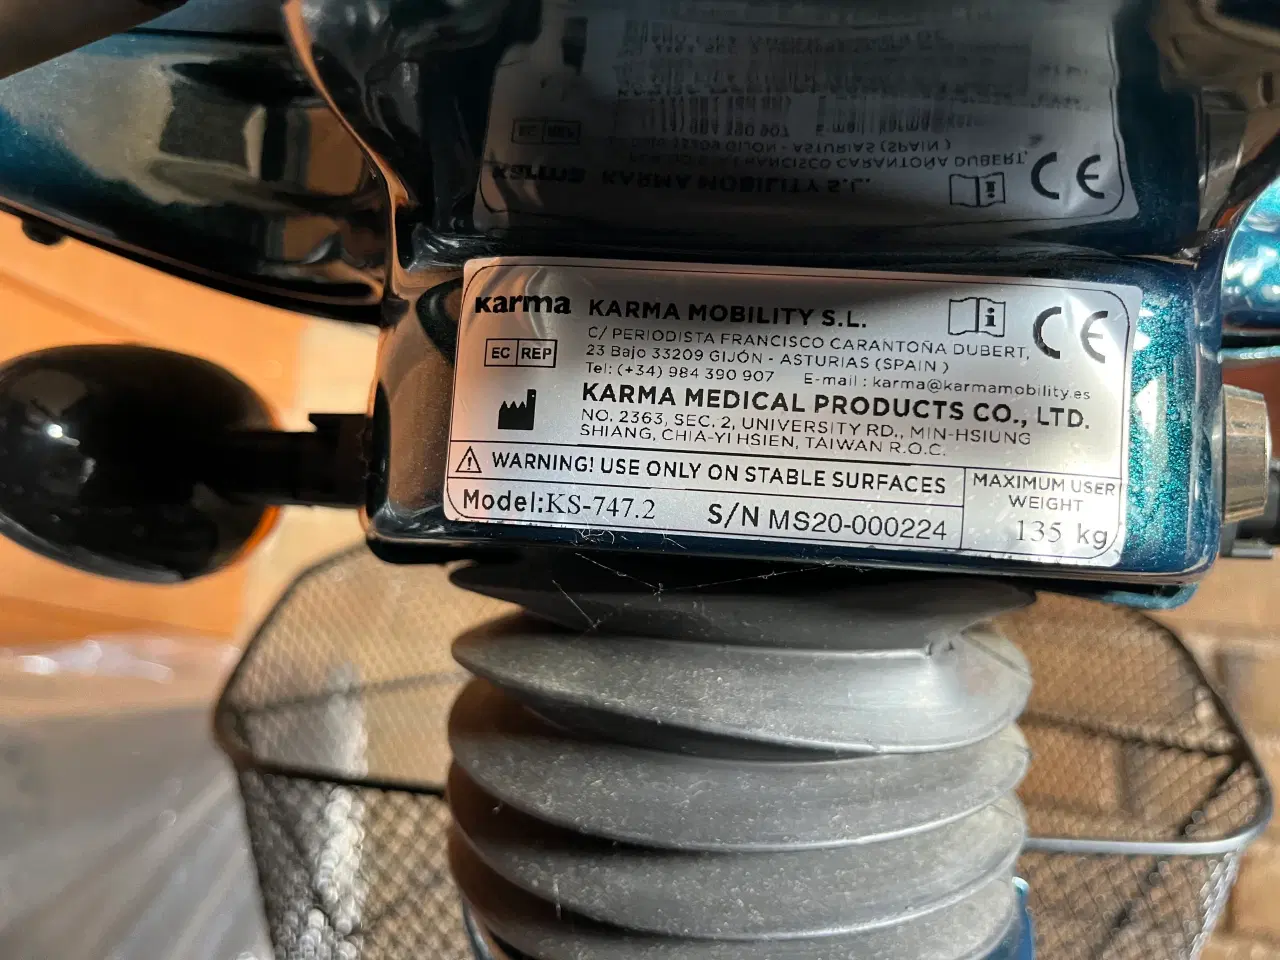 karma KARMA MOBILITY S.L.
C/ PERIODISTA FRANCISCO CARANTOÑA DUBERT,
EC REP
23 Bajo 33209 GIJÓN - ASTURIAS (SPAIN)
Tel: (+34) 984 390 907 E-mail : karma@karmamobility.es
KARMA MEDICAL PRODUCTS CO., LTD.
NO. 2363, SEC. 2, UNIVERSITY RD., MIN-HSIUNG
SHIANG, CHIA-YI HSIEN, TAIWAN R.O.C.
WARNING! USE ONLY ON STABLE SURFACES
MAXIMUM USER
WEIGHT
135 kg
Model:KS-747.2 S/N MS20-000224
CE